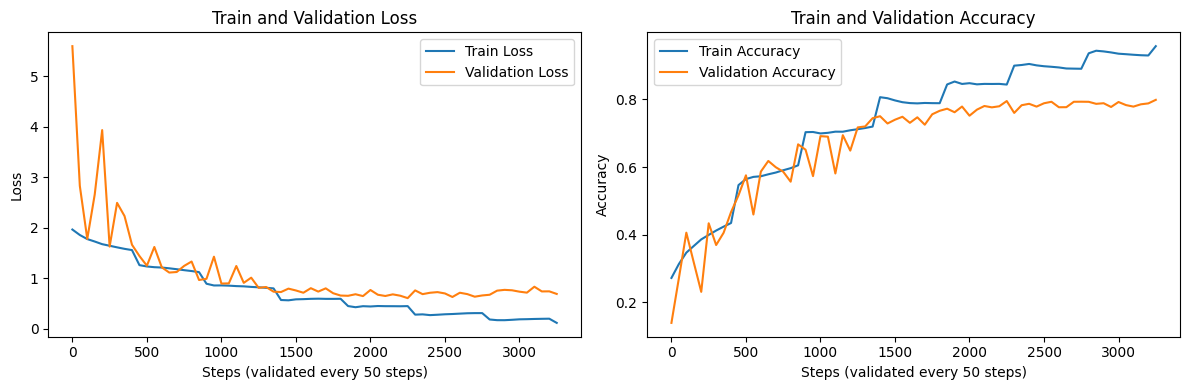 Train and Validation Loss
Train Loss
Validation Loss
5
4
3
2
1
0
Loss
0 500 1000 1500 2000 2500 3000
Steps (validated every 50 steps)
Train and Validation Accuracy
Train Accuracy
Validation Accuracy
0.8
0.6
0.4
0.2
Accuracy
0 500 1000 1500 2000 2500 3000
Steps (validated every 50 steps)